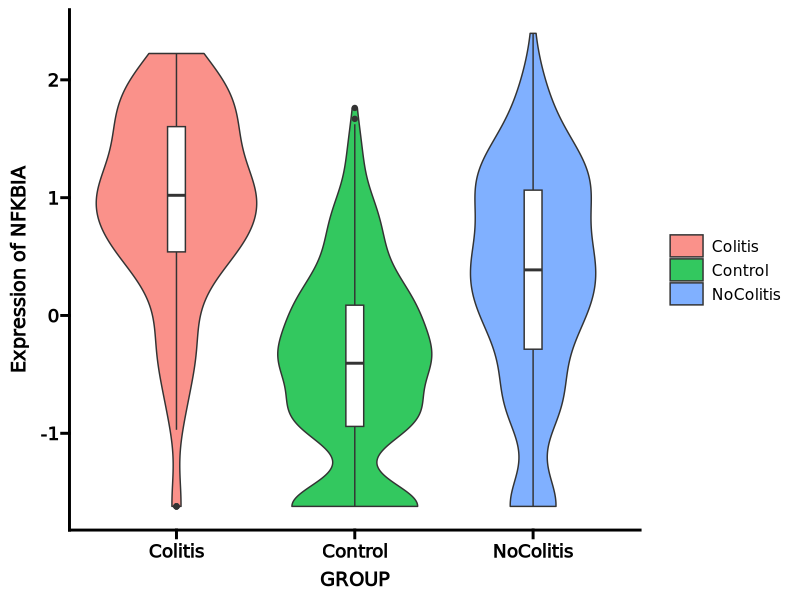 Expression of NFKBIA
2
1
0
-1
Colitis
Control
NoColitis
GROUP
Colitis
Control
NoColitis